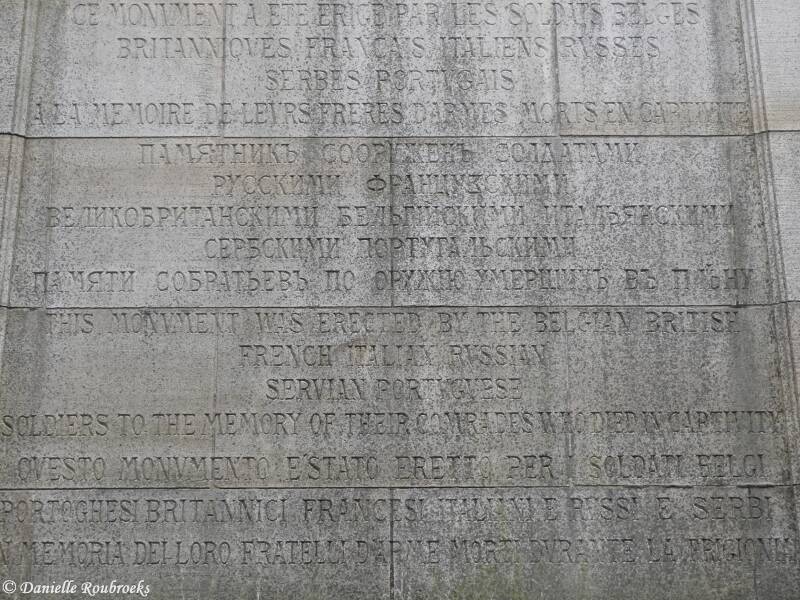 CE MONVMENT A ETE ERIGE PAR LES SOLDATS BELGES
BRITANNIQVES FRANCAIS ITALIENS RVSSES
SERBES PORTVGAIS
A LA MEMOIRE DE LEVRS FRERES D'ARMES MORTS EN CAPTIVITE
ПАМЯТНИКЪ СООРУЖЕНЪ СОЛДАТАМИ
РУССКИМИ ФРАНЦУЗСКИМИ
ВЕЛИКОБРИТАНСКИМИ БЕЛЬГІЙСКИМИ ИТАЛЬЯНСКИМИ
СЕРБСКИМИ ПОРТУГАЛЬСКИМИ
ПАМЯТИ СОБРАТЬЕВЪ ПО ОРУЖІЮ УМЕРШИХЪ ВЪ ПЛѢНУ
THIS MONVMENT WAS ERECTED BY THE BELGIAN BRITISH
FRENCH ITALIAN RVSSIAN
SERVIAN PORTVGVESE
SOLDIERS TO THE MEMORY OF THEIR COMRADES WHO DIED IN CAPTIVITY
QVESTO MONVMENTO E'STATO ERETTO PER I SOLDATI BELGI
PORTOGHESI BRITANNICI FRANCESI ITALIANI E RVSSI E SERBI
IN MEMORIA DEI LORO FRATELLI D'ARME MORTI DVRANTE LA PRIGIONIA
© Danielle Roubroeks